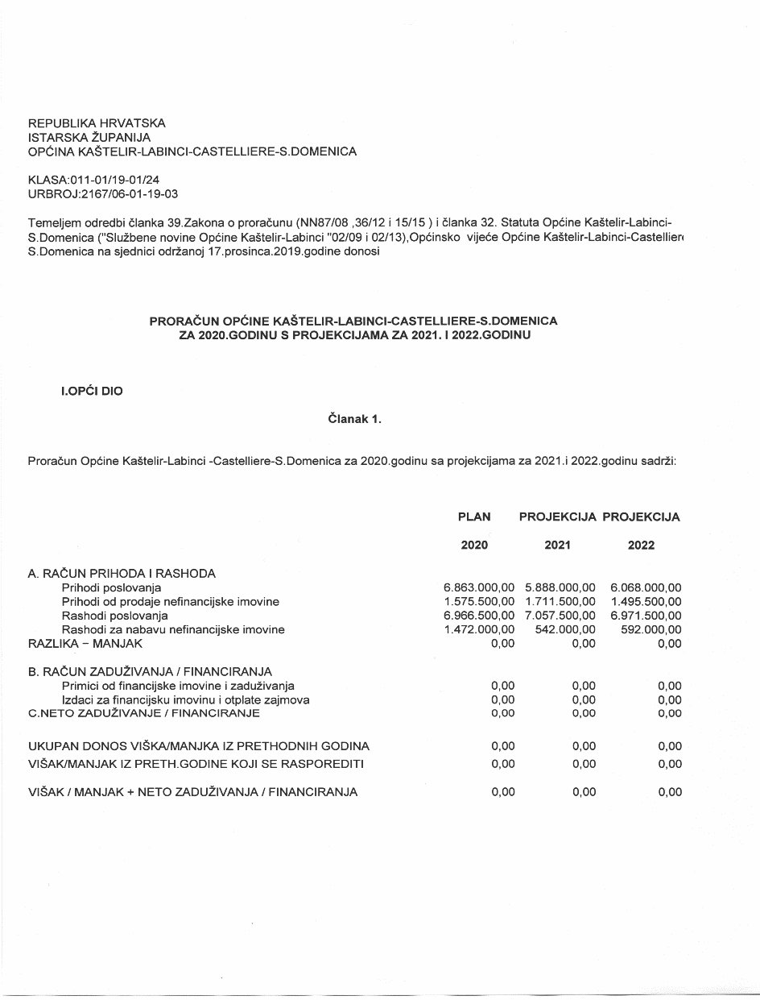 REPUBLIKA HRVATSKA
ISTARSKA ŽUPANIJA
OPĆINA KAŠTELIR-LABINCI-CASTELLIERE-S.DOMENICA
KLASA:011-01/19-01/24
URBROJ:2167/06-01-19-03
Temeljem odredbi članka 39.Zakona o proračunu (NN87/08 ,36/12 i 15/15 ) i članka 32. Statuta Općine Kaštelir-Labinci-
S.Domenica ("Službene novine Općine Kaštelir-Labinci "02/09 i 02/13),Općinsko vijeće Općine Kaštelir-Labinci-Castelliere
S.Domenica na sjednici održanoj 17.prosinca.2019.godine donosi
PRORAČUN OPĆINE KAŠTELIR-LABINCI-CASTELLIERE-S.DOMENICA
ZA 2020.GODINU S PROJEKCIJAMA ZA 2021. I 2022.GODINU
I.OPĆI DIO
Članak 1.
Proračun Općine Kaštelir-Labinci -Castelliere-S.Domenica za 2020.godinu sa projekcijama za 2021.i 2022.godinu sadrži:
PLAN PROJEKCIJA PROJEKCIJA
2020 2021 2022
A. RAČUN PRIHODA I RASHODA
Prihodi poslovanja 6.863.000,00 5.888.000,00 6.068.000,00
Prihodi od prodaje nefinancijske imovine 1.575.500,00 1.711.500,00 1.495.500,00
Rashodi poslovanja 6.966.500,00 7.057.500,00 6.971.500,00
Rashodi za nabavu nefinancijske imovine 1.472.000,00 542.000,00 592.000,00
RAZLIKA – MANJAK 0,00 0,00 0,00
B. RAČUN ZADUŽIVANJA / FINANCIRANJA
Primici od financijske imovine i zaduživanja 0,00 0,00 0,00
Izdaci za financijsku imovinu i otplate zajmova 0,00 0,00 0,00
C.NETO ZADUŽIVANJE / FINANCIRANJE 0,00 0,00 0,00
UKUPAN DONOS VIŠKA/MANJKA IZ PRETHODNIH GODINA 0,00 0,00 0,00
VIŠAK/MANJAK IZ PRETH.GODINE KOJI SE RASPOREDITI 0,00 0,00 0,00
VIŠAK / MANJAK + NETO ZADUŽIVANJA / FINANCIRANJA 0,00 0,00 0,00